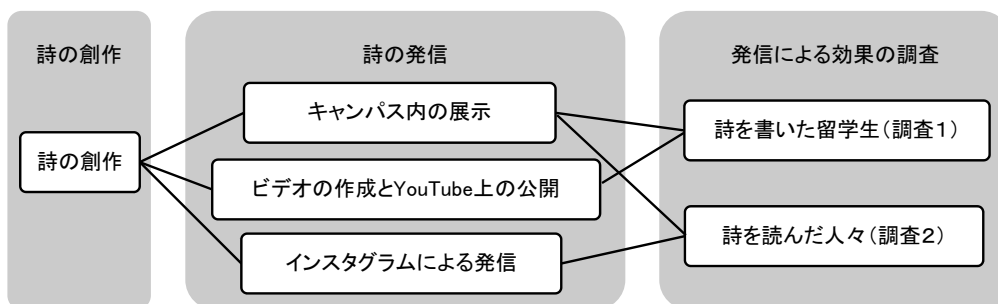 詩の創作
詩の創作
詩の発信
キャンパス内の展示
ビデオの作成とYouTube上の公開
インスタグラムによる発信
発信による効果の調査
詩を書いた留学生（調査１）
詩を読んだ人々（調査２）